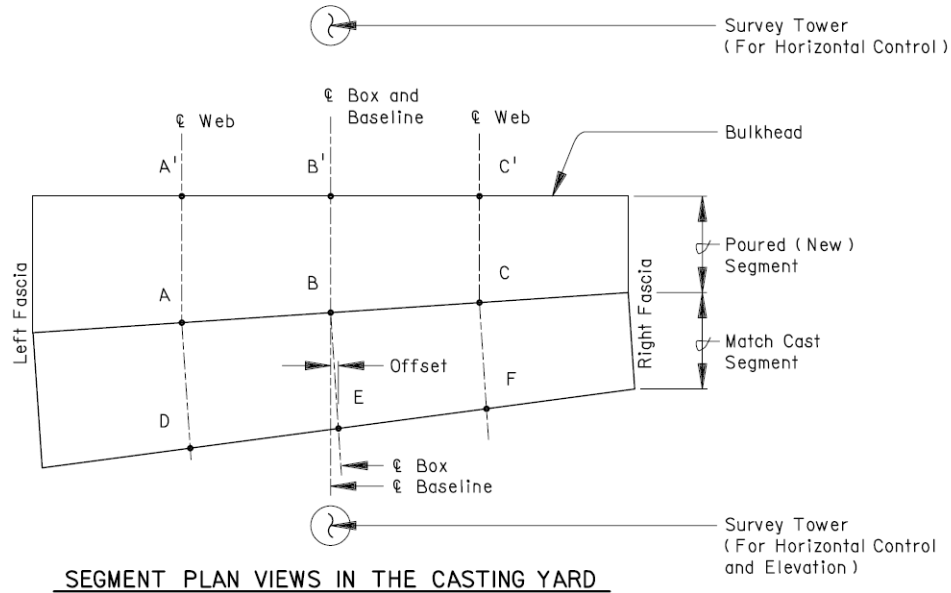 Survey Tower
(For Horizontal Control)
℄ Box and
Baseline
℄ Web
℄ Web
Bulkhead
A'
B'
C'
Poured (New)
Segment
Left Fascia
Right Fascia
A
B
C
Match Cast
Segment
Offset
D
E
F
℄ Box
℄ Baseline
Survey Tower
(For Horizontal Control
and Elevation)
SEGMENT PLAN VIEWS IN THE CASTING YARD